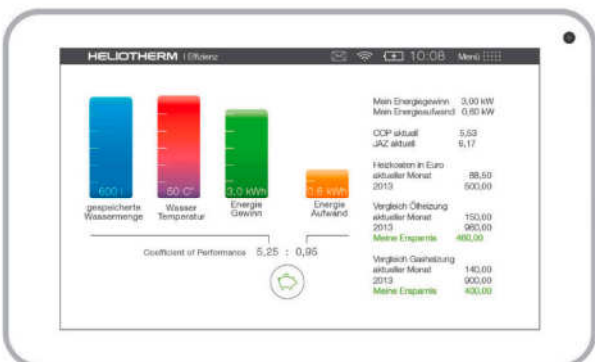 HELIOTHERM | Effizienz
10:08 Menü
600 l
50 C°
3,0 kWh
0,6 kWh
gespeicherte
Wassermenge
Wasser
Temperatur
Energie
Gewinn
Energie
Aufwand
Coefficient of Performance 5,25 : 0,95
Mein Energiegewinn 3,00 kW
Mein Energieaufwand 0,60 kW
COP aktuell 5,53
JAZ aktuell 6,17
Heizkosten in Euro
aktueller Monat 88,50
2013 500,00
Vergleich Ölheizung
aktueller Monat 150,00
2013 960,00
Meine Ersparnis 460,00
Vergleich Gasheizung
aktueller Monat 140,00
2013 900,00
Meine Ersparnis 400,00